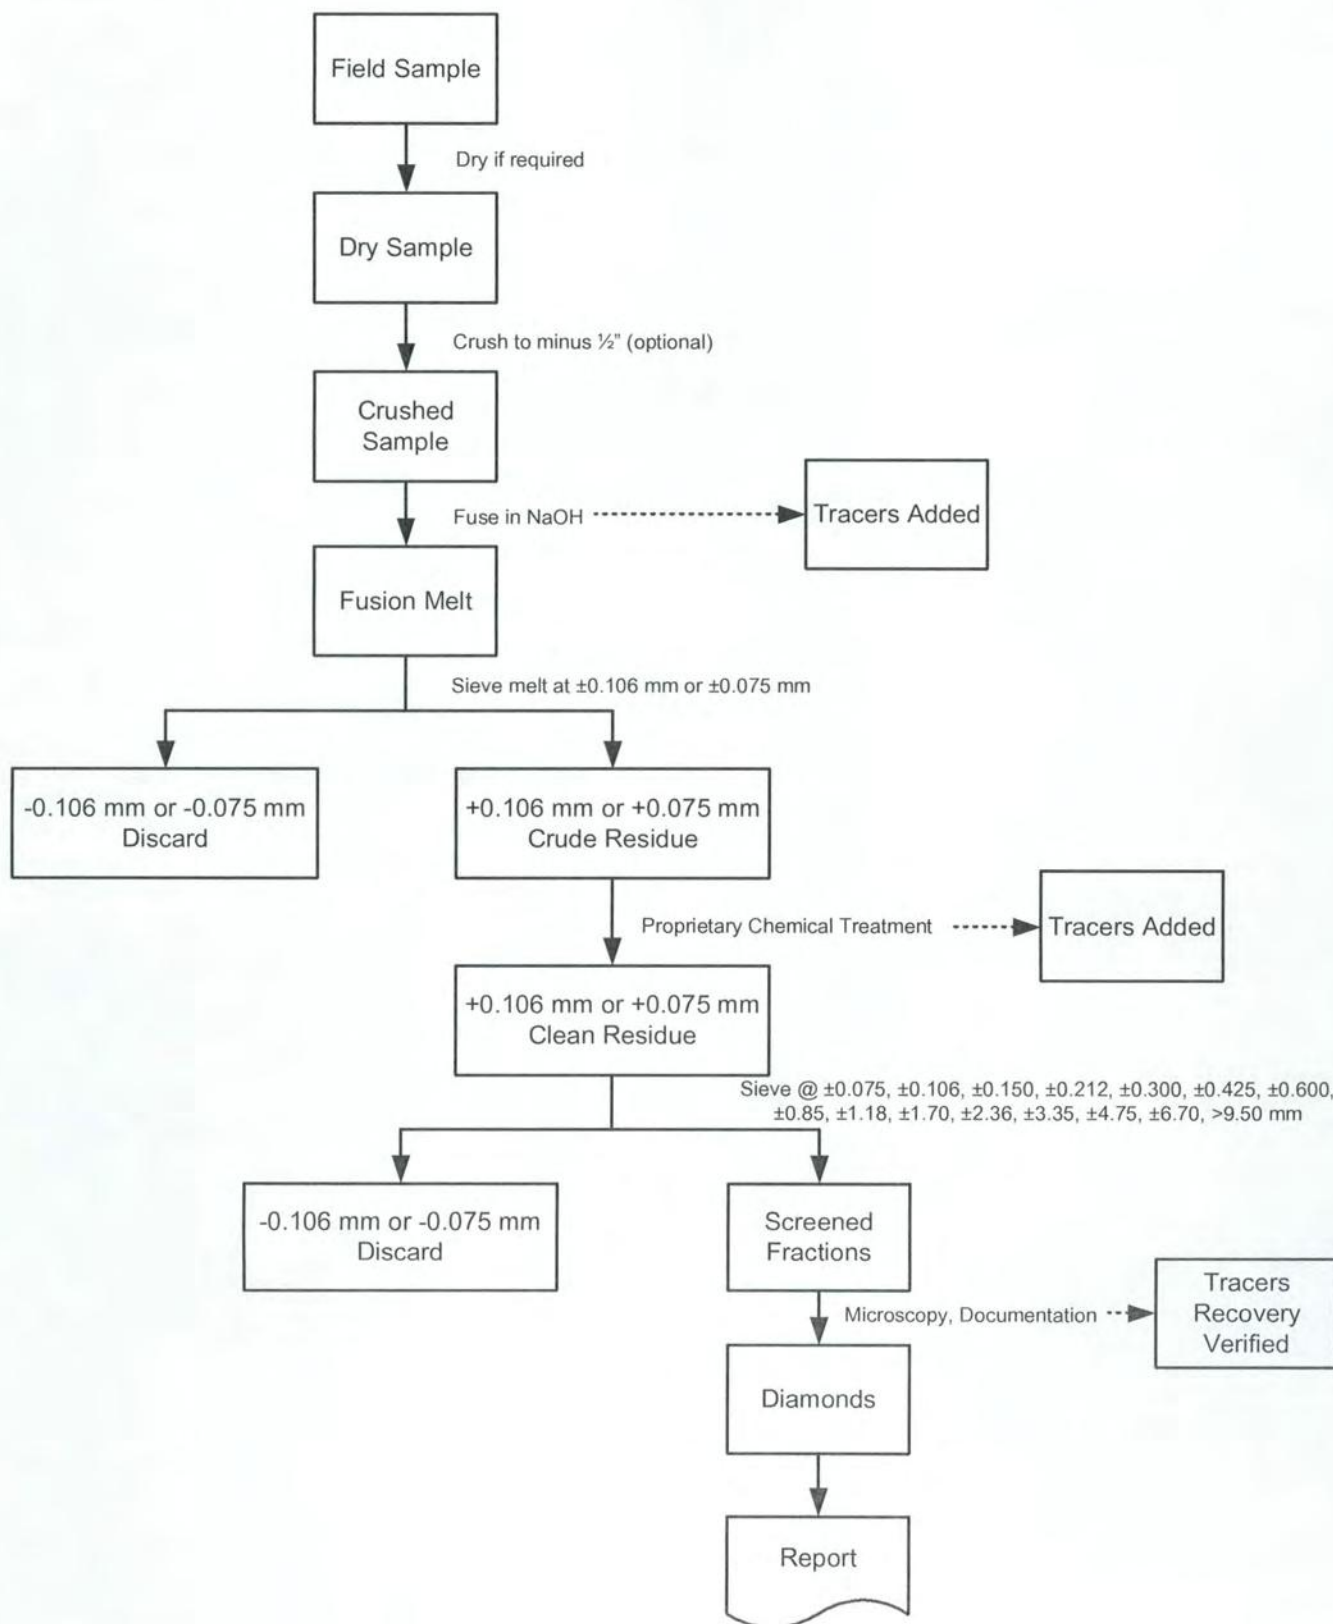 Field Sample
Dry if required
Dry Sample
Crush to minus ½" (optional)
Crushed
Sample
Fuse in NaOH
Tracers Added
Fusion Melt
Sieve melt at ±0.106 mm or ±0.075 mm
-0.106 mm or -0.075 mm
Discard
+0.106 mm or +0.075 mm
Crude Residue
Proprietary Chemical Treatment
Tracers Added
+0.106 mm or +0.075 mm
Clean Residue
Sieve @ ±0.075, ±0.106, ±0.150, ±0.212, ±0.300, ±0.425, ±0.600,
±0.85, ±1.18, ±1.70, ±2.36, ±3.35, ±4.75, ±6.70, >9.50 mm
-0.106 mm or -0.075 mm
Discard
Screened
Fractions
Microscopy, Documentation
Tracers
Recovery
Verified
Diamonds
Report